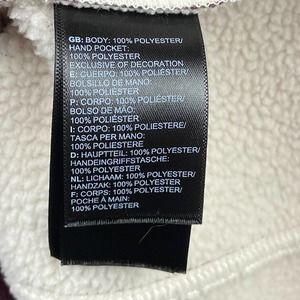 GB: BODY: 100% POLYESTER/
HAND POCKET:
100% POLYESTER
EXCLUSIVE OF DECORATION
E: CUERPO: 100% POLIÉSTER/
BOLSILLO DE MANO:
100% POLIÉSTER
P: CORPO: 100% POLIÉSTER/
BOLSO DE MÃO:
100% POLIÉSTER
I: CORPO: 100% POLIESTERE/
TASCA PER MANO:
100% POLIESTERE
D: HAUPTTEIL: 100% POLYESTER/
HANDEINGRIFFSTASCHE:
100% POLYESTER
NL: LICHAAM: 100% POLYESTER/
HANDZAK: 100% POLYESTER
F: CORPS: 100% POLYESTER/
POCHE À MAIN:
100% POLYESTER